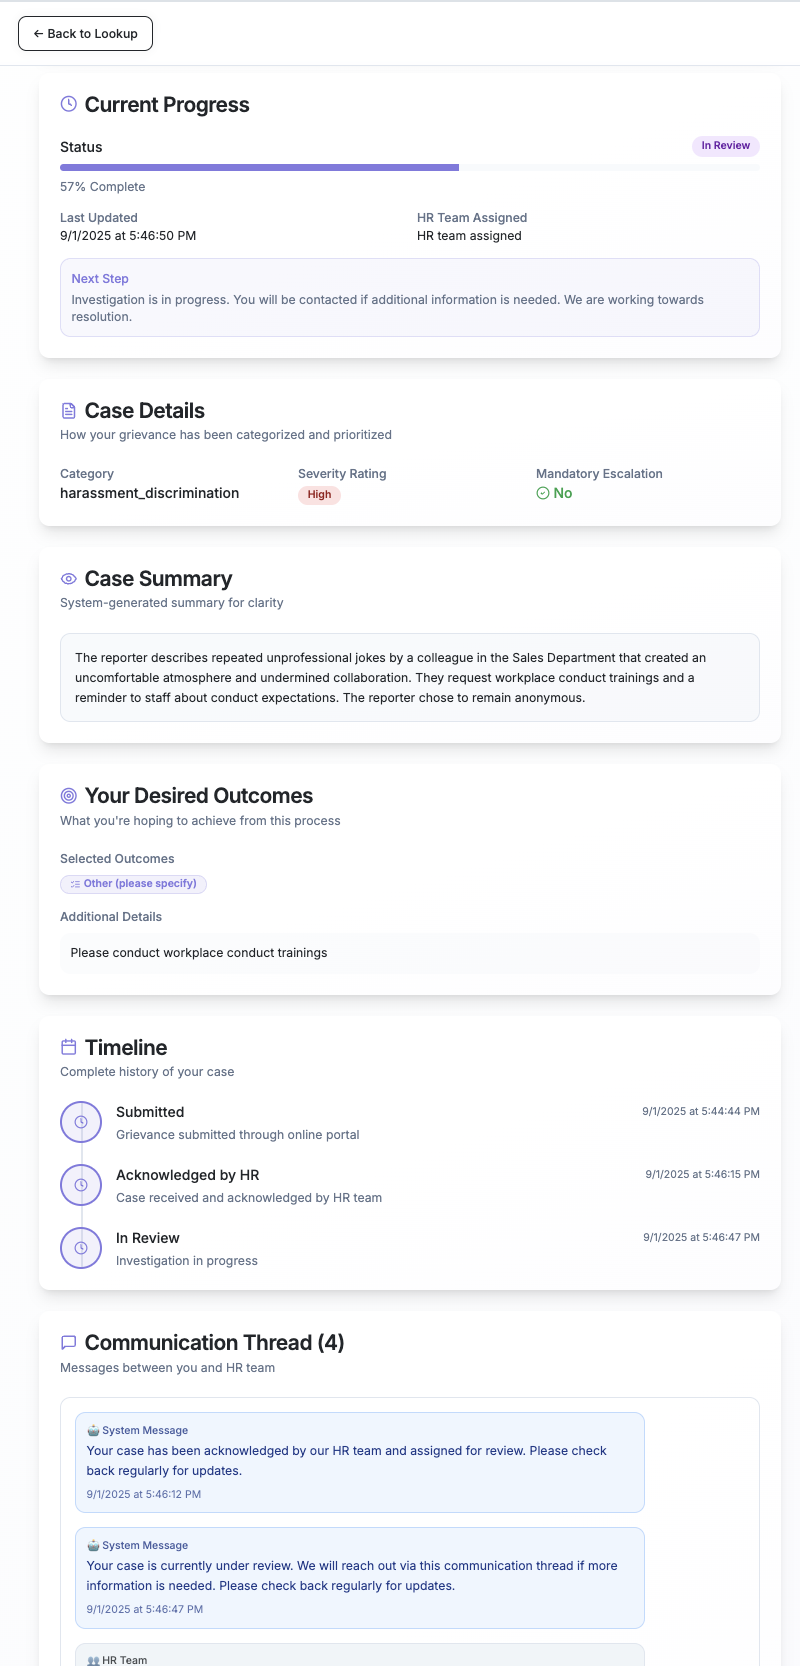 ← Back to Lookup
Current Progress
Status
In Review
57% Complete
Last Updated
HR Team Assigned
9/1/2025 at 5:46:50 PM
HR team assigned
Next Step
Investigation is in progress. You will be contacted if additional information is needed. We are working towards
resolution.
Case Details
How your grievance has been categorized and prioritized
Category
Severity Rating
Mandatory Escalation
harassment_discrimination
High
No
Case Summary
System-generated summary for clarity
The reporter describes repeated unprofessional jokes by a colleague in the Sales Department that created an
uncomfortable atmosphere and undermined collaboration. They request workplace conduct trainings and a
reminder to staff about conduct expectations. The reporter chose to remain anonymous.
Your Desired Outcomes
What you're hoping to achieve from this process
Selected Outcomes
Other (please specify)
Additional Details
Please conduct workplace conduct trainings
Timeline
Complete history of your case
Submitted
9/1/2025 at 5:44:44 PM
Grievance submitted through online portal
Acknowledged by HR
9/1/2025 at 5:46:15 PM
Case received and acknowledged by HR team
In Review
9/1/2025 at 5:46:47 PM
Investigation in progress
Communication Thread (4)
Messages between you and HR team
System Message
Your case has been acknowledged by our HR team and assigned for review. Please check
back regularly for updates.
9/1/2025 at 5:46:12 PM
System Message
Your case is currently under review. We will reach out via this communication thread if more
information is needed. Please check back regularly for updates.
9/1/2025 at 5:46:47 PM
HR Team